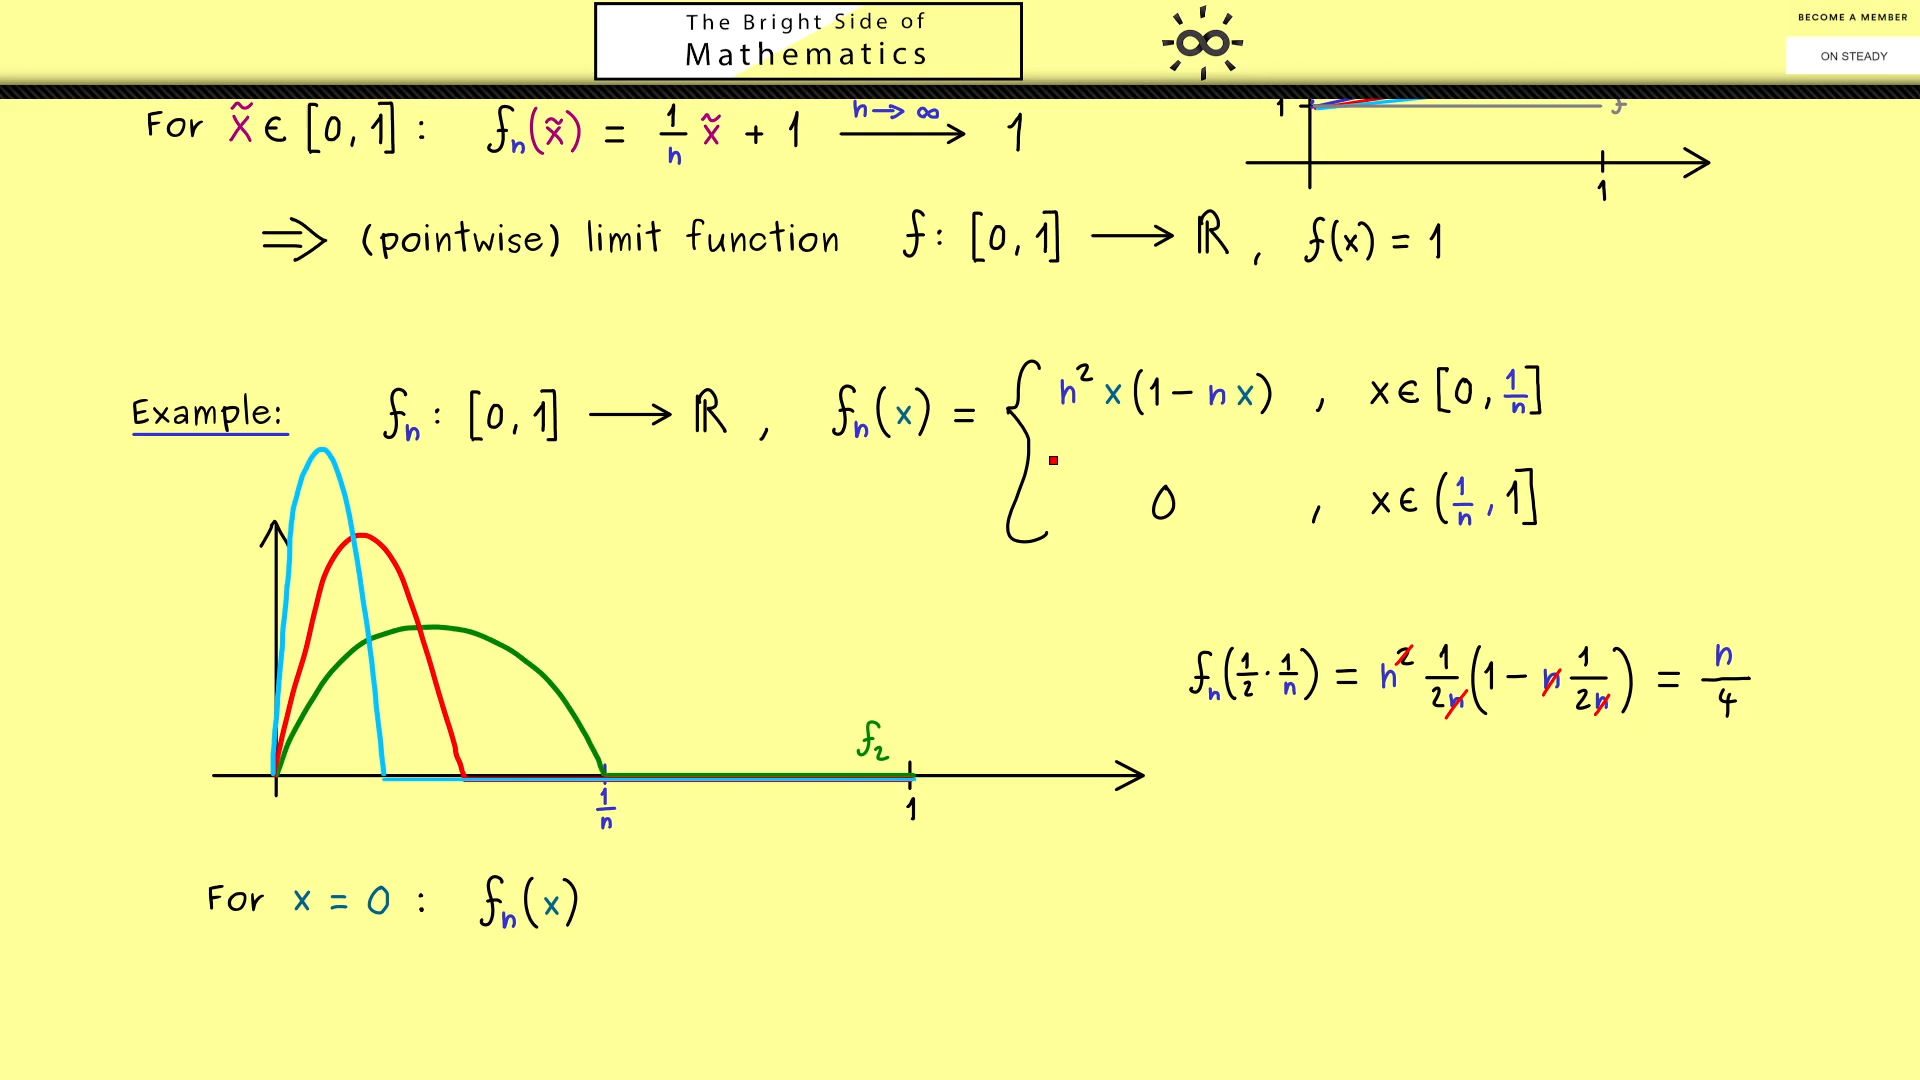 The Bright Side of
Mathematics
BECOME A MEMBER
ON STEADY
For x̃ ∈ [0, 1] : fₙ(x̃) = 1/n x̃ + 1 —n→∞→ 1
1 f
1
⇒ (pointwise) limit function f : [0, 1] ⟶ ℝ , f(x) = 1
Example: fₙ : [0, 1] ⟶ ℝ , fₙ(x) = { n² x(1 − n x) , x ∈ [0, 1/n]
0 , x ∈ (1/n, 1]
fₙ(1/2 · 1/n) = n² 1/2n (1 − n 1/2n) = n/4
f₂
1/n 1
For x = 0 : fₙ(x)